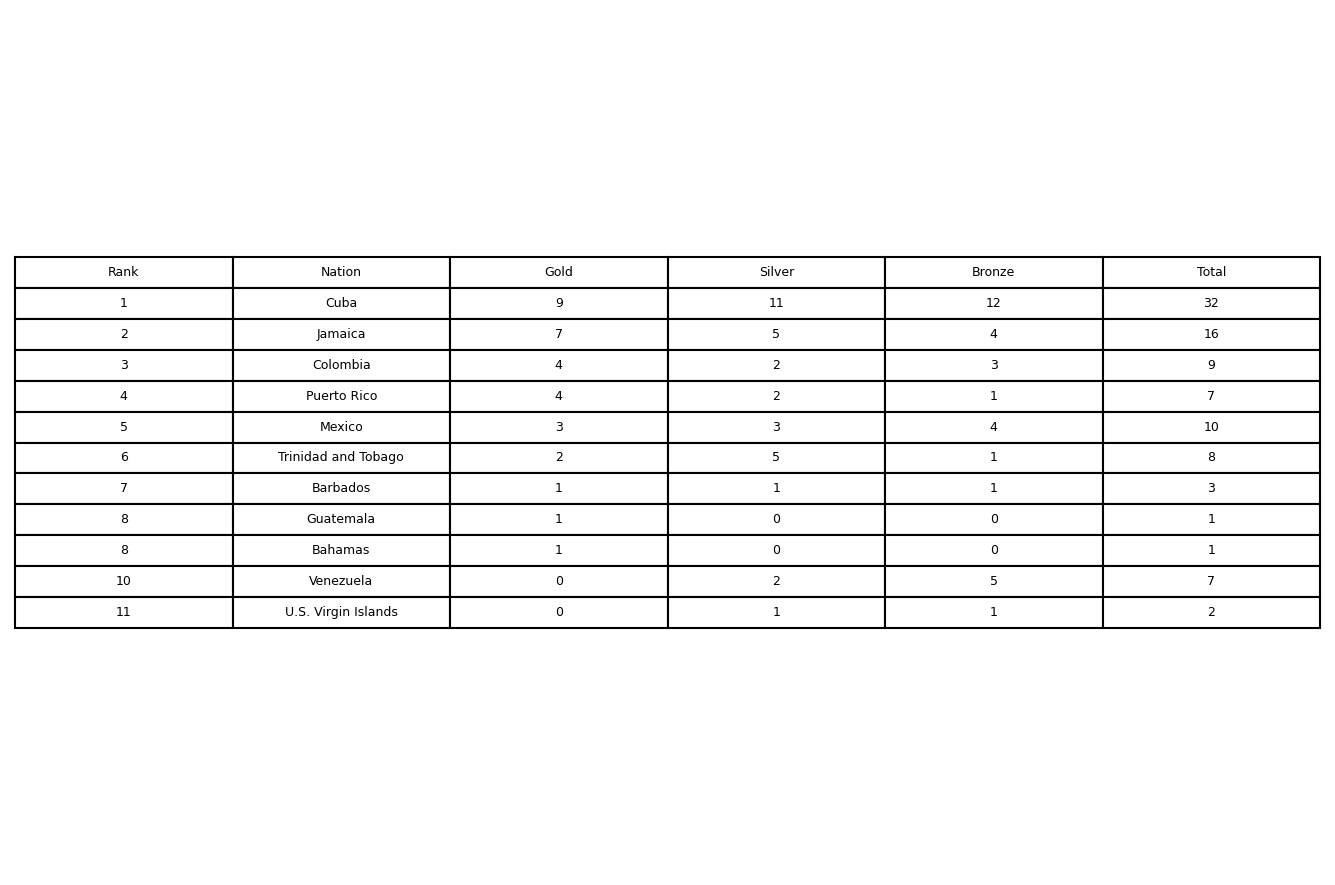 Rank Nation Gold Silver Bronze Total
1 Cuba 9 11 12 32
2 Jamaica 7 5 4 16
3 Colombia 4 2 3 9
4 Puerto Rico 4 2 1 7
5 Mexico 3 3 4 10
6 Trinidad and Tobago 2 5 1 8
7 Barbados 1 1 1 3
8 Guatemala 1 0 0 1
8 Bahamas 1 0 0 1
10 Venezuela 0 2 5 7
11 U.S. Virgin Islands 0 1 1 2